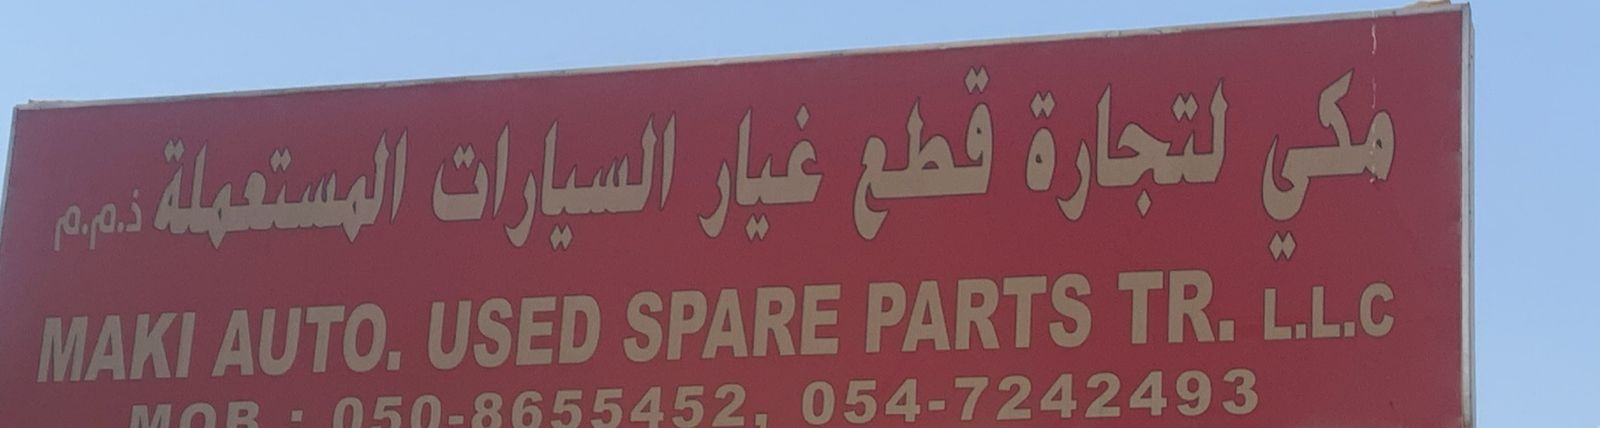 مكي لتجارة قطع غيار السيارات المستعملة ذ.م.م
MAKI AUTO. USED SPARE PARTS TR. L.L.C
MOB : 050-8655452, 054-7242493